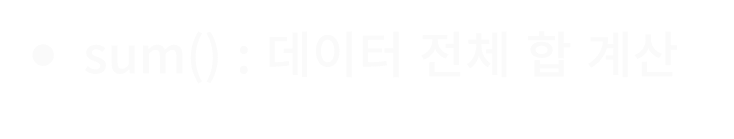 • sum() : 데이터 전체 합 계산